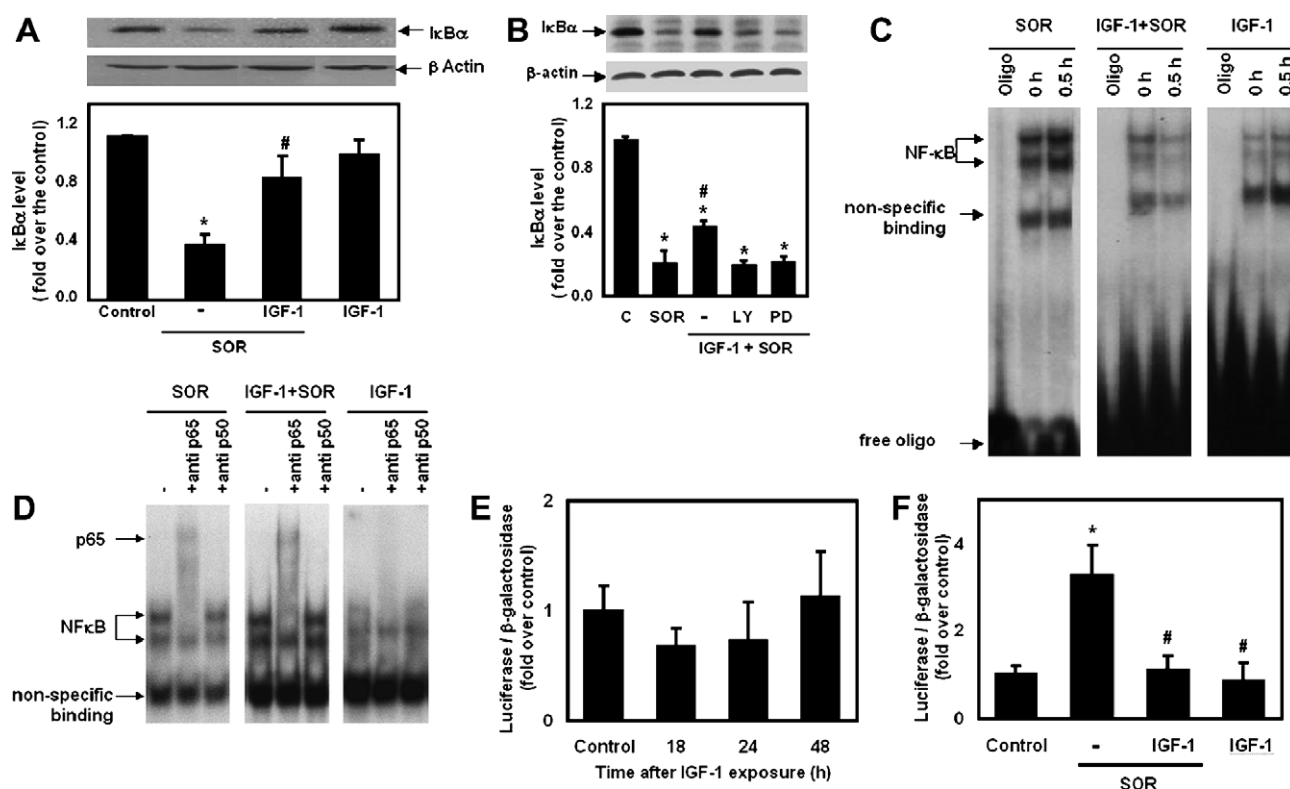 A
IκBα
β Actin
IκBα level
( fold over the control)
1.2
0.8
0.4
0.0
Control
-
IGF-1
IGF-1
SOR
*
#
B
IκBα
β-actin
IκBα level
( fold over the control)
1.2
0.8
0.4
0.0
C
SOR
-
LY
PD
IGF-1 + SOR
*
#
*
*
*
C
SOR
IGF-1+SOR
IGF-1
Oligo
0 h
0.5 h
Oligo
0 h
0.5 h
Oligo
0 h
0.5 h
NF-κB
non-specific
binding
free oligo
D
SOR
IGF-1+SOR
IGF-1
-
+anti p65
+anti p50
-
+anti p65
+anti p50
-
+anti p65
+anti p50
p65
NFκB
non-specific
binding
E
Luciferase / β-galactosidase
(fold over control)
2
1
0
Control
18
24
48
Time after IGF-1 exposure (h)
F
Luciferase / β-galactosidase
(fold over control)
4
2
0
*
#
#
Control
-
IGF-1
IGF-1
SOR